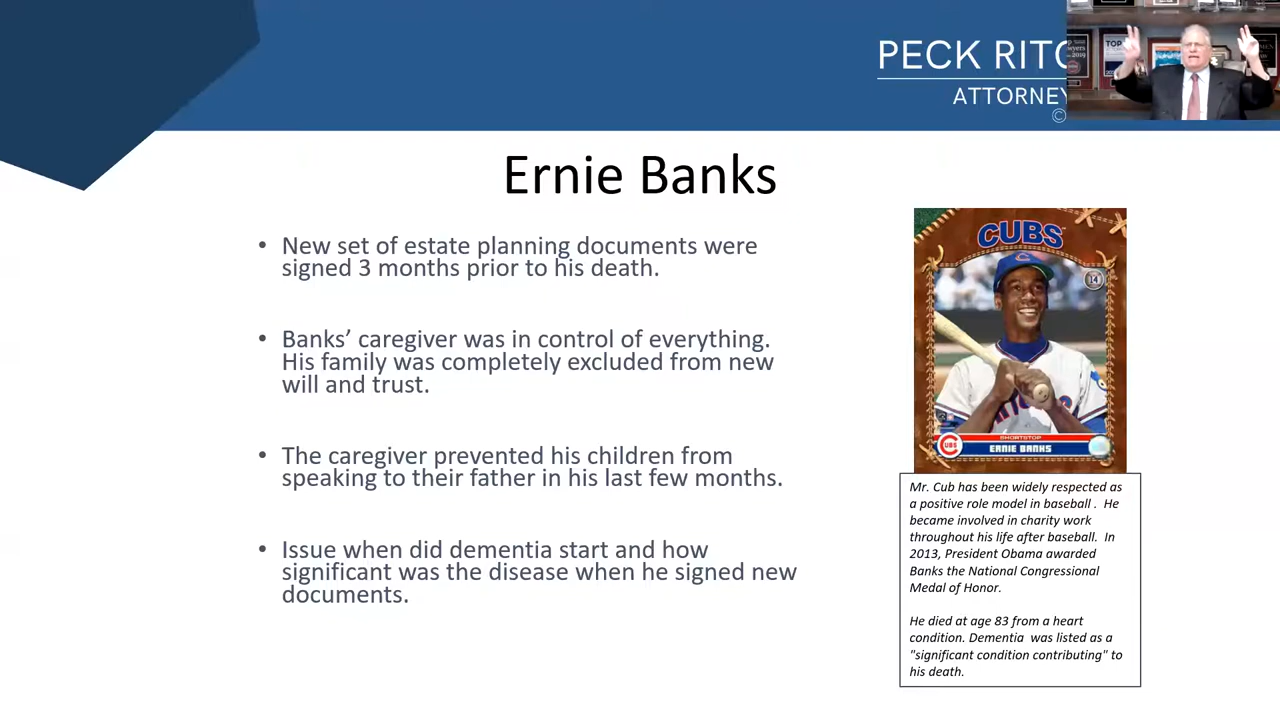 PECK RITC
ATTORNEY
©
Ernie Banks
• New set of estate planning documents were
signed 3 months prior to his death.
• Banks’ caregiver was in control of everything.
His family was completely excluded from new
will and trust.
• The caregiver prevented his children from
speaking to their father in his last few months.
• Issue when did dementia start and how
significant was the disease when he signed new
documents.
CUBS
SHORTSTOP
CUBS
ERNIE BANKS
Mr. Cub has been widely respected as
a positive role model in baseball . He
became involved in charity work
throughout his life after baseball. In
2013, President Obama awarded
Banks the National Congressional
Medal of Honor.
He died at age 83 from a heart
condition. Dementia was listed as a
"significant condition contributing" to
his death.